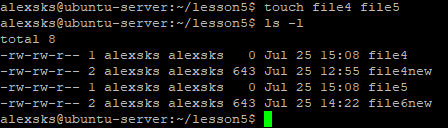 alexsks@ubuntu-server:~/lesson5$ touch file4 file5
alexsks@ubuntu-server:~/lesson5$ ls -l
total 8
-rw-rw-r-- 1 alexsks alexsks   0 Jul 25 15:08 file4
-rw-rw-r-- 2 alexsks alexsks 643 Jul 25 12:55 file4new
-rw-rw-r-- 1 alexsks alexsks   0 Jul 25 15:08 file5
-rw-rw-r-- 2 alexsks alexsks 643 Jul 25 14:22 file6new
alexsks@ubuntu-server:~/lesson5$